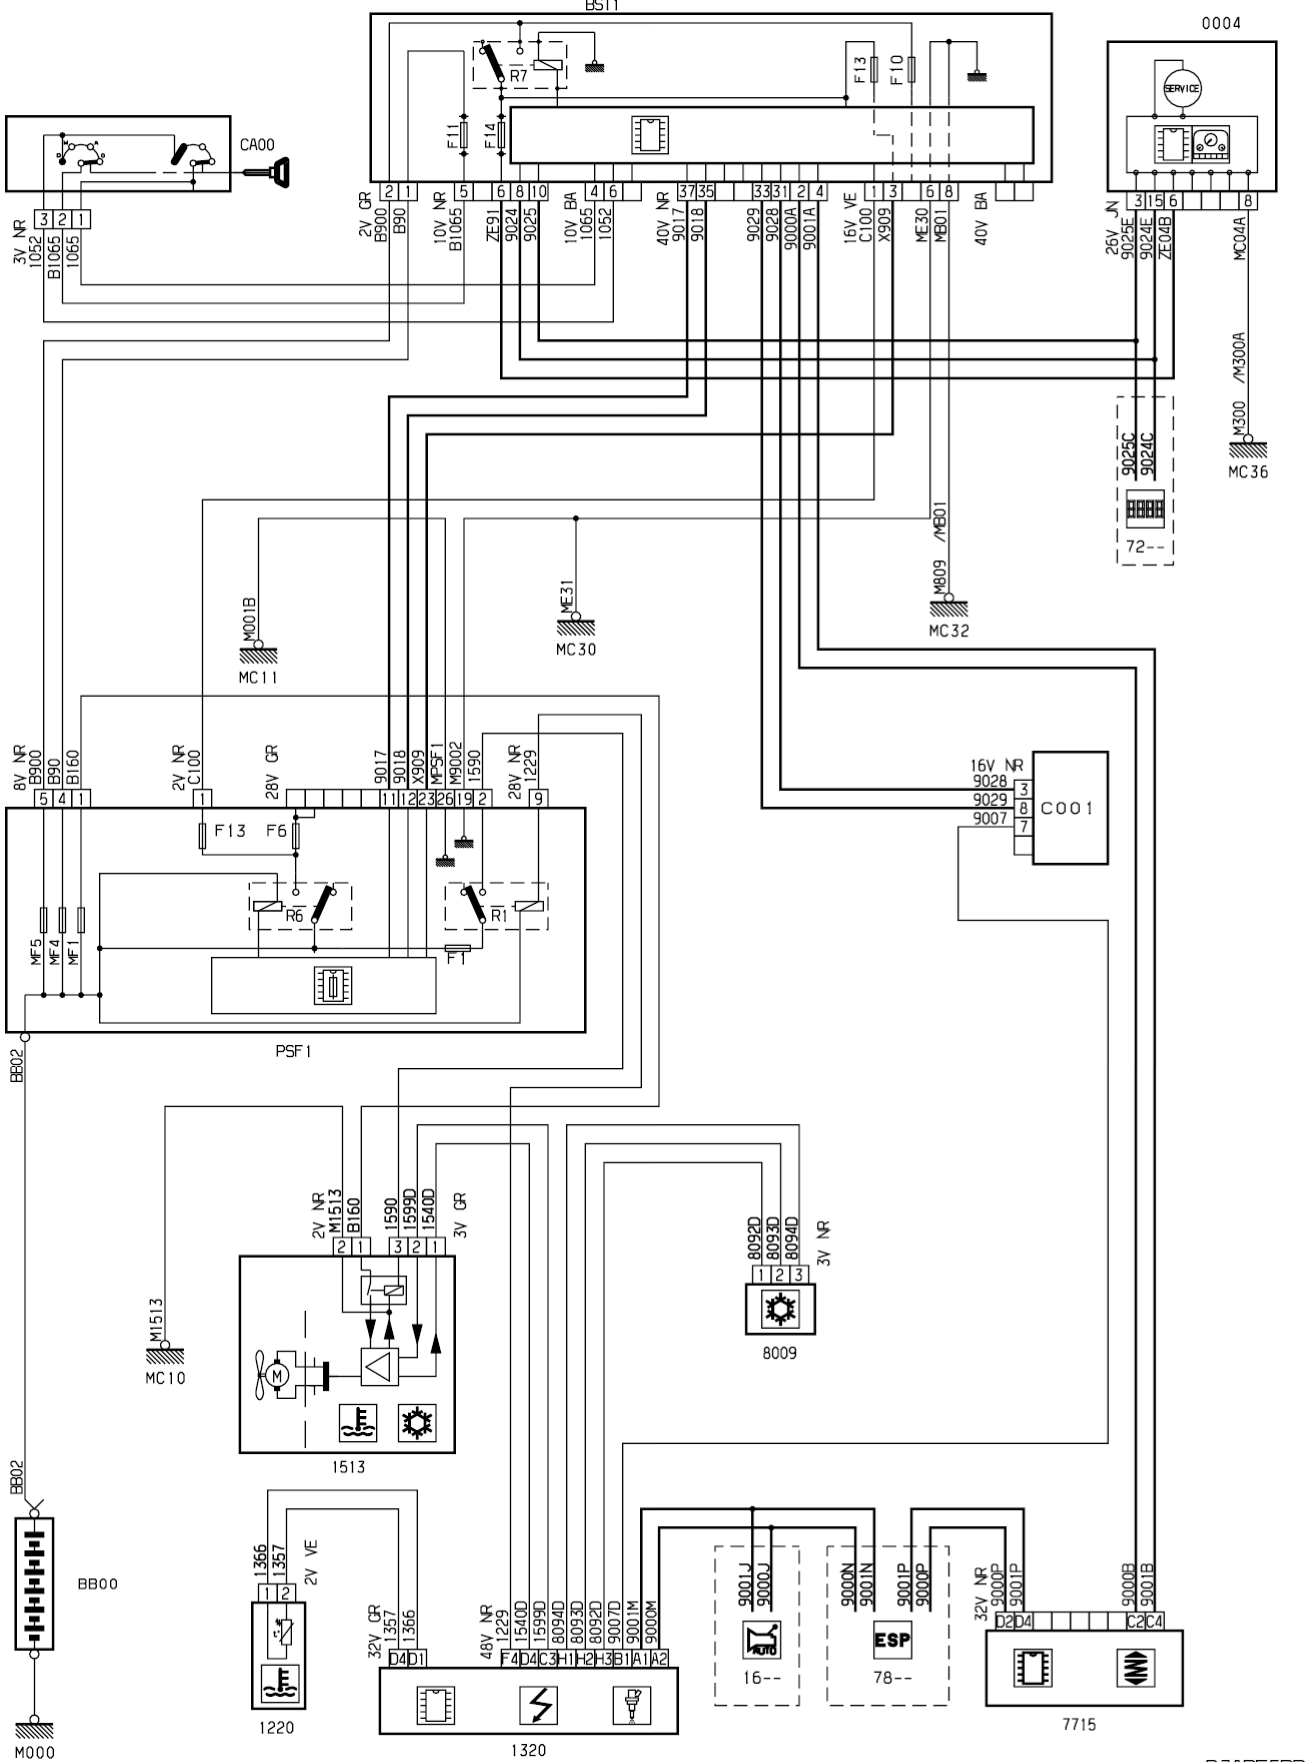 BSI1
0004
CA00
R7
F13
F10
F11
F14
SERVICE
3 2 1
2 1
5
6 8 10
4 6
37 35
33 31 2 4
1 3
6 8
3 15 6
8
3V NR
1052
B1065
1065
2V GR
B900
B90
10V NR
B1065
ZE91
9024
9025
10V BA
1065
1052
40V NR
9017
9018
9029
9028
9000A
9001A
16V VE
C100
X909
ME30
MB01
40V BA
26V JN
9025E
9024E
ZE04B
MC04A
M300 /M300A
MC36
9025C
9024C
72--
M809 /MB01
MC32
ME31
MC30
M001B
MC11
8V NR
B900
B90
B160
2V NR
C100
28V GR
9017
9018
X909
MPSF1
M9002
1590
28V NR
1229
5 4 1
1
11 12 23 26 19 2
9
16V NR
9028
9029
9007
3
8
7
C001
F13
F6
R6
R1
F1
MF5
MF4
MF1
PSF1
BB02
2V NR
M1513
B160
1590
1599D
1540D
3V GR
2 1
3 2 1
M
1513
M1513
MC10
8092D
8093D
8094D
3V NR
1 2 3
8009
BB02
BB00
M000
1366
1357
2V VE
1 2
1220
32V GR
1357
1366
D4 D1
48V NR
1229
1540D
1599D
8094D
8093D
8092D
9007D
9001M
9000M
F4 D4 C3 H1 H2 H3 B1 A1 A2
1320
9001J
9000J
AUTO
16--
9000N
9001N
9001P
9000P
ESP
78--
32V NR
9000P
9001P
9000B
9001B
D2 D4
C2 C4
7715